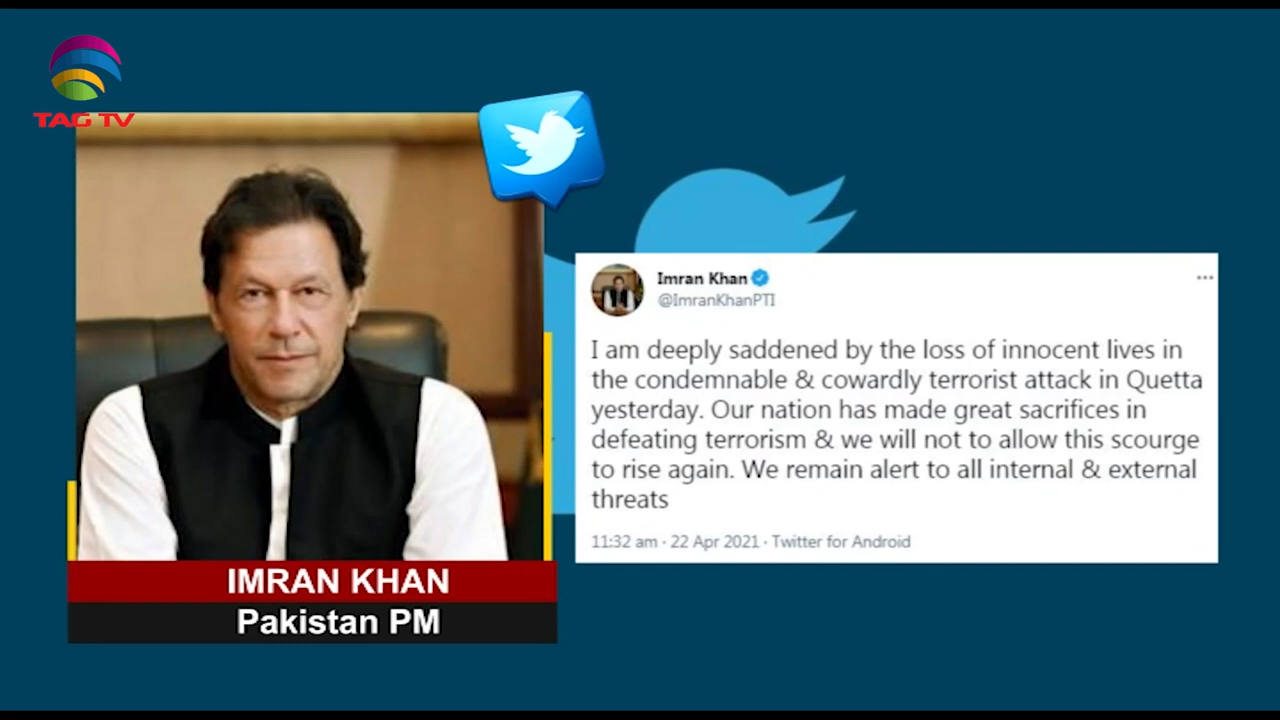 TAG TV
Imran Khan
@ImranKhanPTI
I am deeply saddened by the loss of innocent lives in
the condemnable & cowardly terrorist attack in Quetta
yesterday. Our nation has made great sacrifices in
defeating terrorism & we will not to allow this scourge
to rise again. We remain alert to all internal & external
threats
11:32 am · 22 Apr 2021 · Twitter for Android
IMRAN KHAN
Pakistan PM